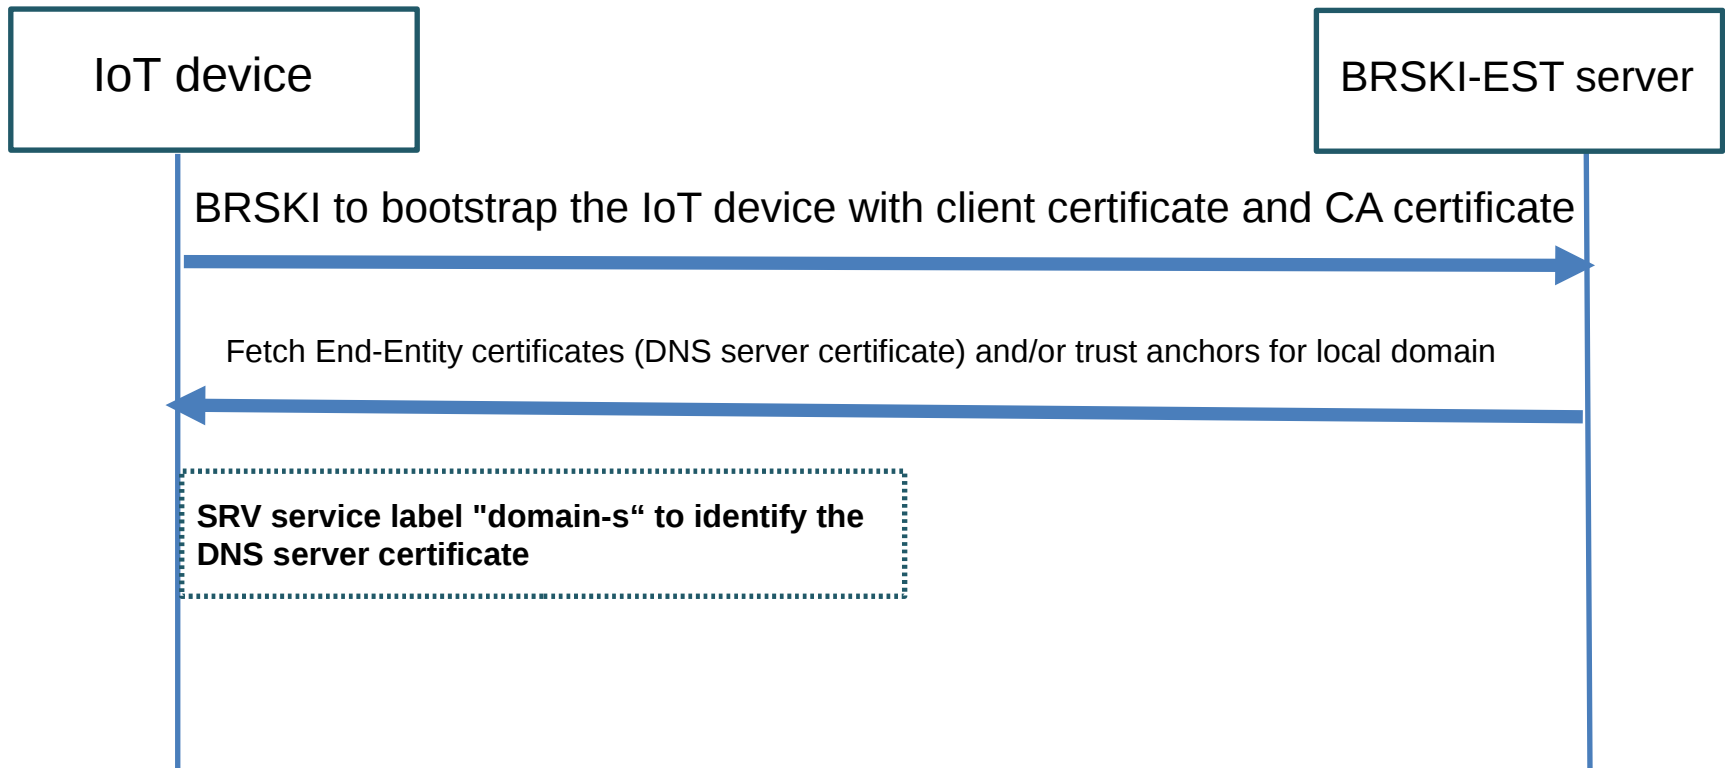 IoT device
BRSKI-EST server
BRSKI to bootstrap the IoT device with client certificate and CA certificate
Fetch End-Entity certificates (DNS server certificate) and/or trust anchors for local domain
SRV service label "domain-s“ to identify the
DNS server certificate